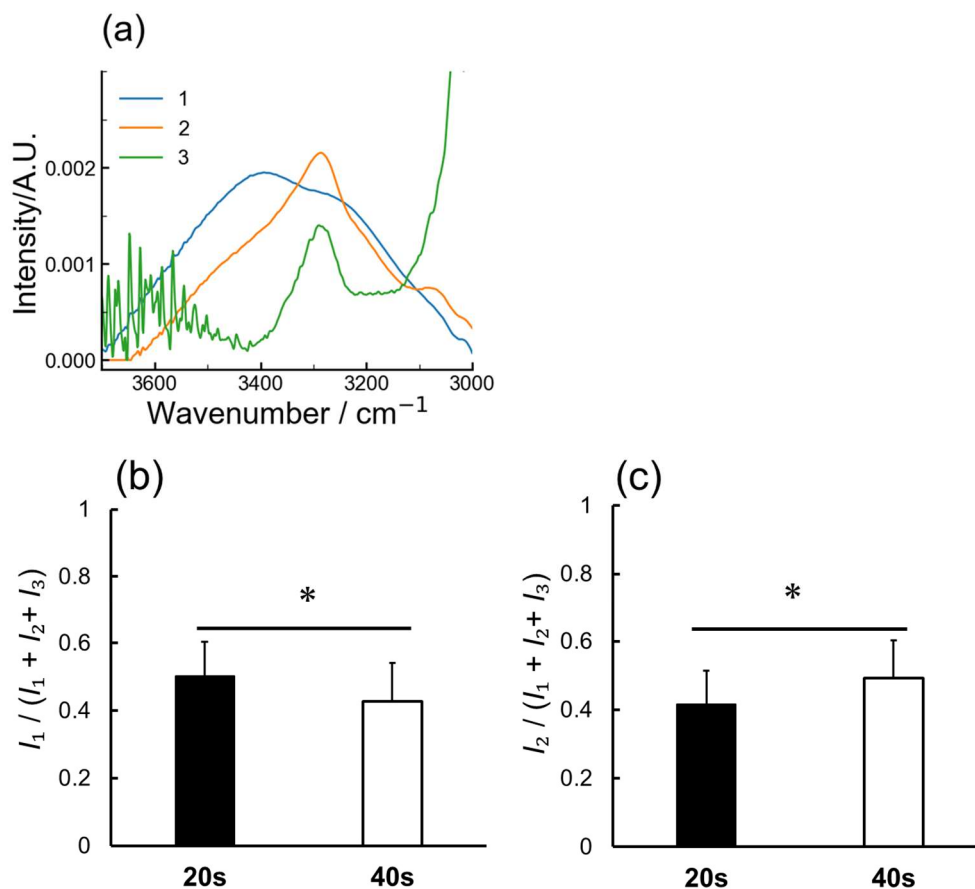 (a)
1
2
3
0.002
0.001
0.000
Intensity/A.U.
3600 3400 3200 3000
Wavenumber / cm⁻¹
(b)
1
0.8
0.6
0.4
0.2
0
I₁ / (I₁ + I₂+ I₃)
*
20s 40s
(c)
1
0.8
0.6
0.4
0.2
0
I₂ / (I₁ + I₂+ I₃)
*
20s 40s